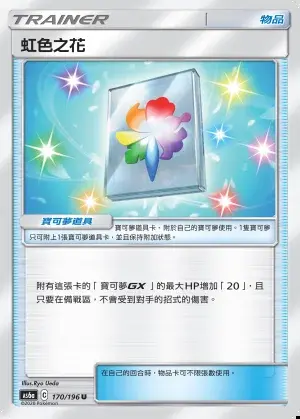 TRAINER 物品
虹色之花
寶可夢道具
寶可夢道具卡,附於自己的寶可夢使用。1隻寶可夢
只可附上1張寶可夢道具卡,並且保持附加狀態。
附有這張卡的「寶可夢GX」的最大HP增加「20」,且
只要在備戰區,不會受到對手的招式的傷害。
Illus.Ryo Ueda
AS6a C 170/196 U
©2020 Pokémon
在自己的回合時,物品卡可不限張數使用。